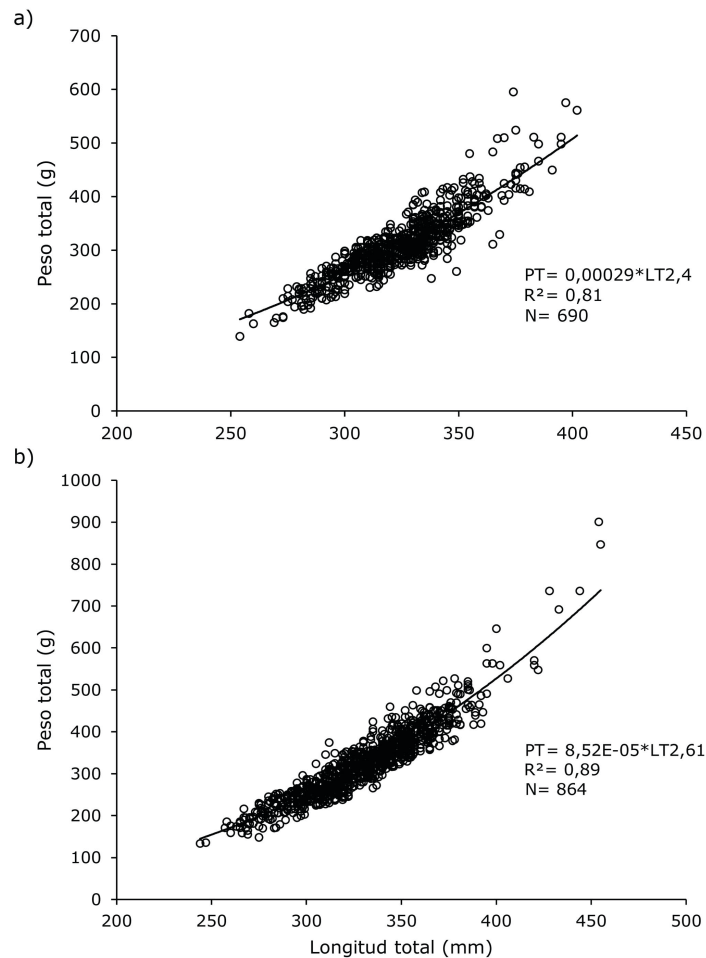 a)
700
600
500
400
300
200
100
0
Peso total (g)
PT= 0,00029*LT2,4
R²= 0,81
N= 690
200 250 300 350 400 450
b)
1000
900
800
700
600
500
400
300
200
100
0
Peso total (g)
PT= 8,52E-05*LT2,61
R²= 0,89
N= 864
200 250 300 350 400 450 500
Longitud total (mm)